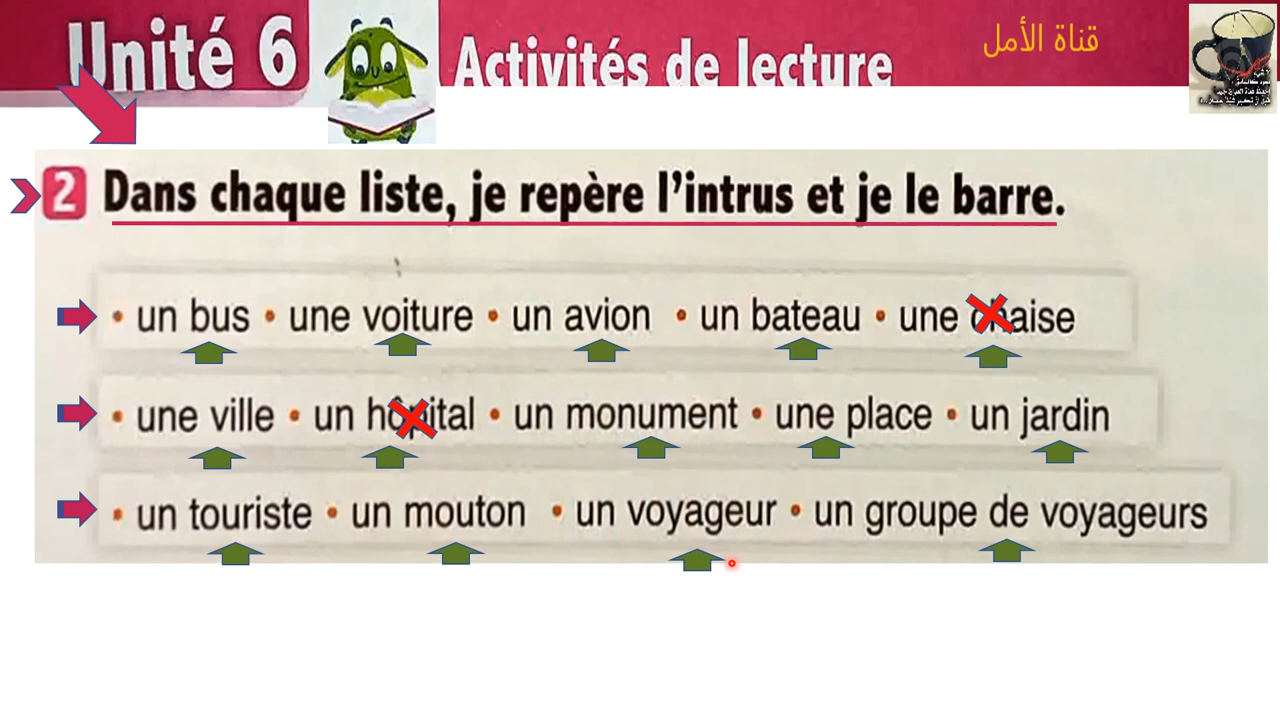 Unité 6
Activités de lecture
قناة الأمل
2 Dans chaque liste, je repère l'intrus et je le barre.
• un bus • une voiture • un avion • un bateau • une chaise
• une ville • un hôpital • un monument • une place • un jardin
• un touriste • un mouton • un voyageur • un groupe de voyageurs